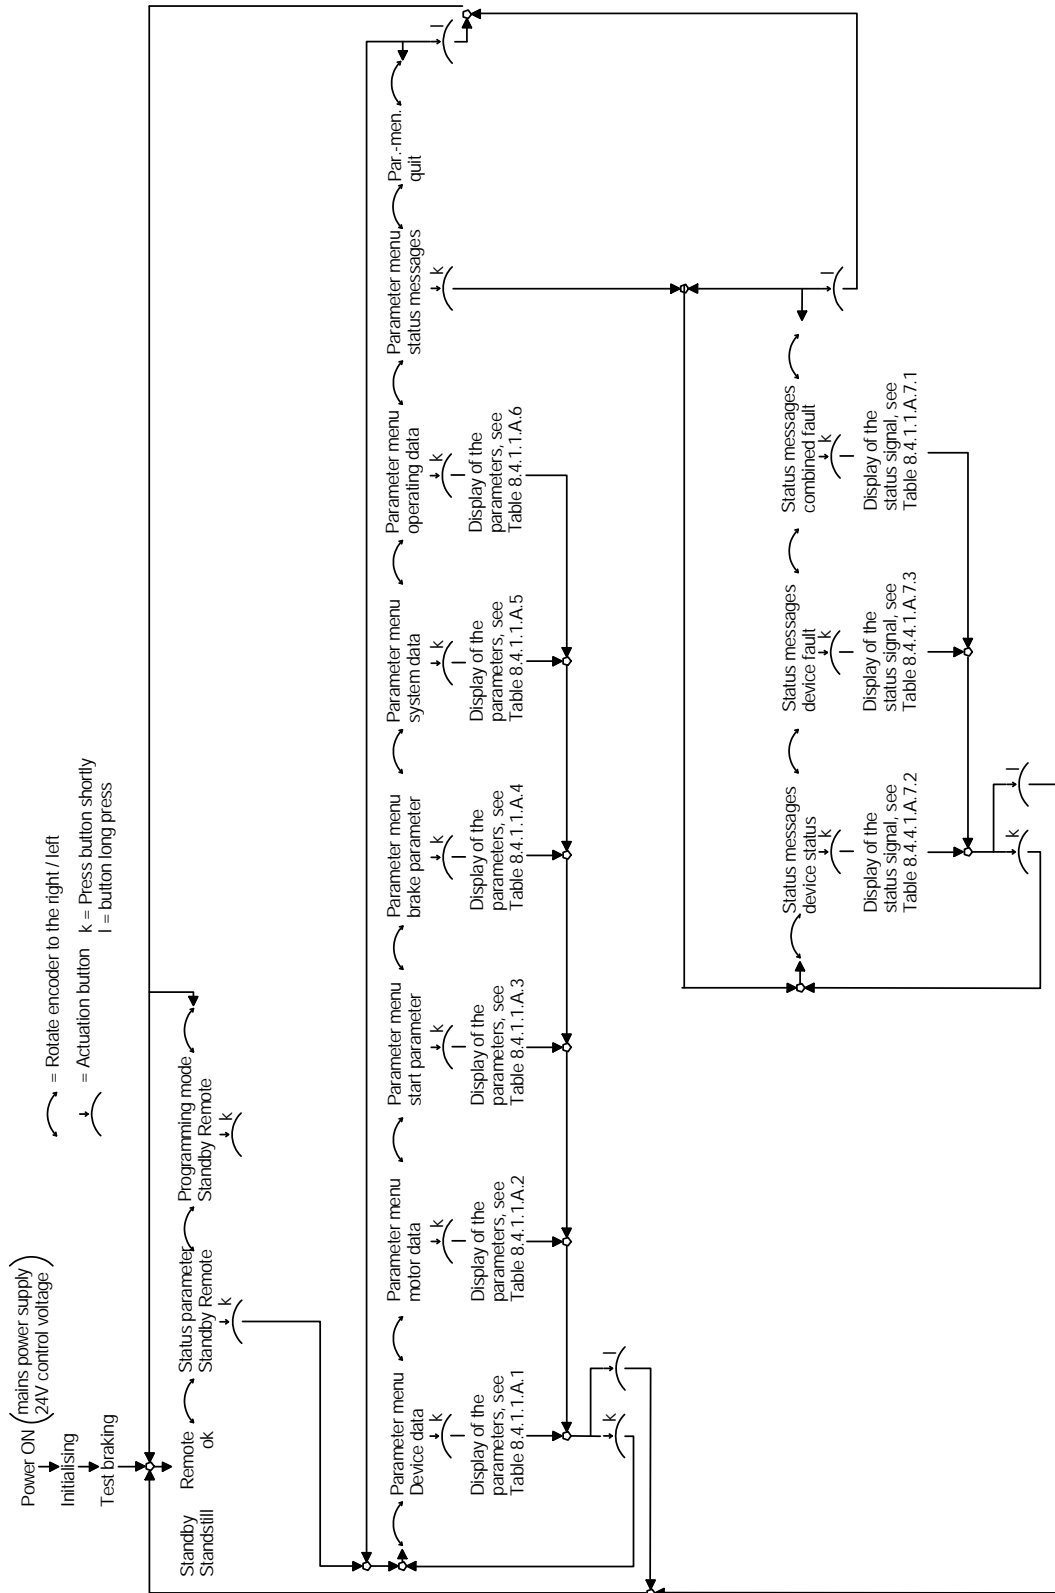 Power ON (mains power supply
24V control voltage)
Initialising
Test braking
= Rotate encoder to the right / left
= Actuation button k = Press button shortly
l = button long press
Standby
Standstill
Remote
ok
Status parameter
Standby Remote
k
Programming mode
Standby Remote
k
Parameter menu
Device data
k
Display of the
parameters, see
Table 8.4.1.1.A.1
k
l
Parameter menu
motor data
k
Display of the
parameters, see
Table 8.4.1.1.A.2
Parameter menu
start parameter
k
Display of the
parameters, see
Table 8.4.1.1.A.3
Parameter menu
brake parameter
k
Display of the
parameters, see
Table 8.4.1.1.A.4
Parameter menu
system data
k
Display of the
parameters, see
Table 8.4.1.1.A.5
Parameter menu
operating data
k
Display of the
parameters, see
Table 8.4.1.1.A.6
Parameter menu
status messages
k
Par.-men.
quit
l
Status messages
device status
k
Display of the
status signal, see
Table 8.4.4.1.A.7.2
k
l
Status messages
device fault
k
Display of the
status signal, see
Table 8.4.4.1.A.7.3
Status messages
combined fault
k
Display of the
status signal, see
Table 8.4.1.1.A.7.1
l